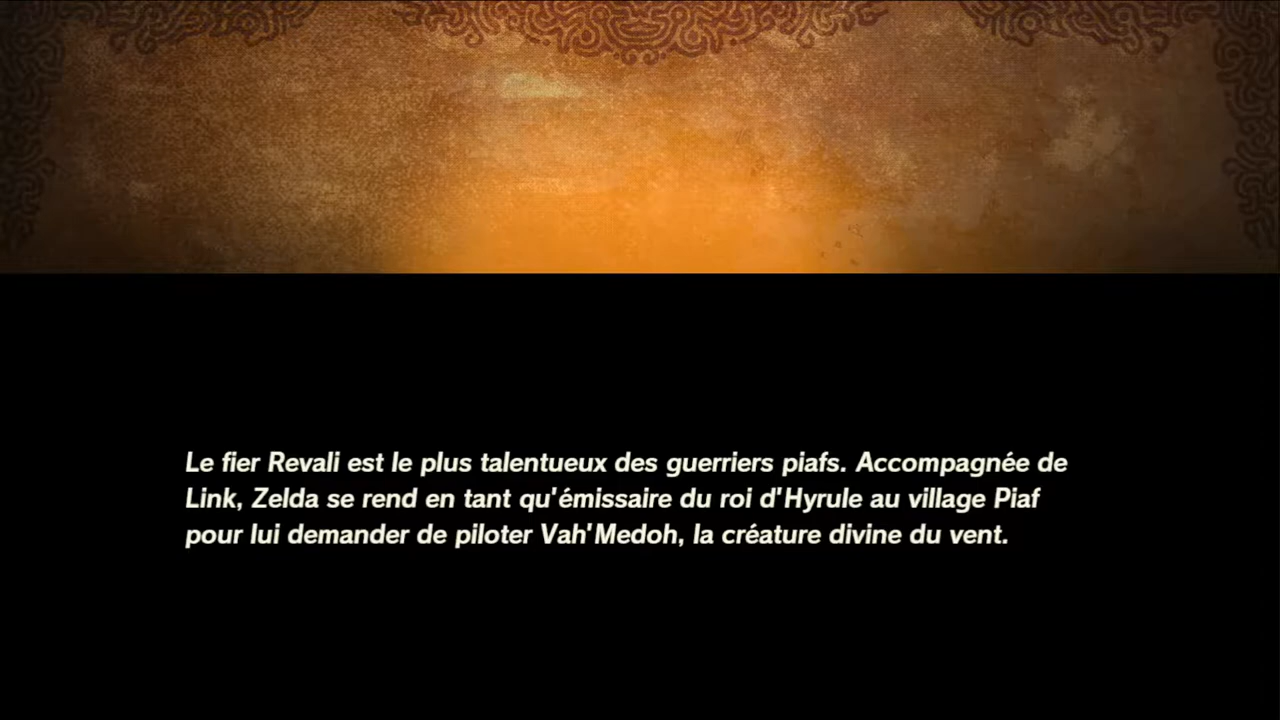 Le fier Revali est le plus talentueux des guerriers piafs. Accompagnée de
Link, Zelda se rend en tant qu'émissaire du roi d'Hyrule au village Piaf
pour lui demander de piloter Vah'Medoh, la créature divine du vent.